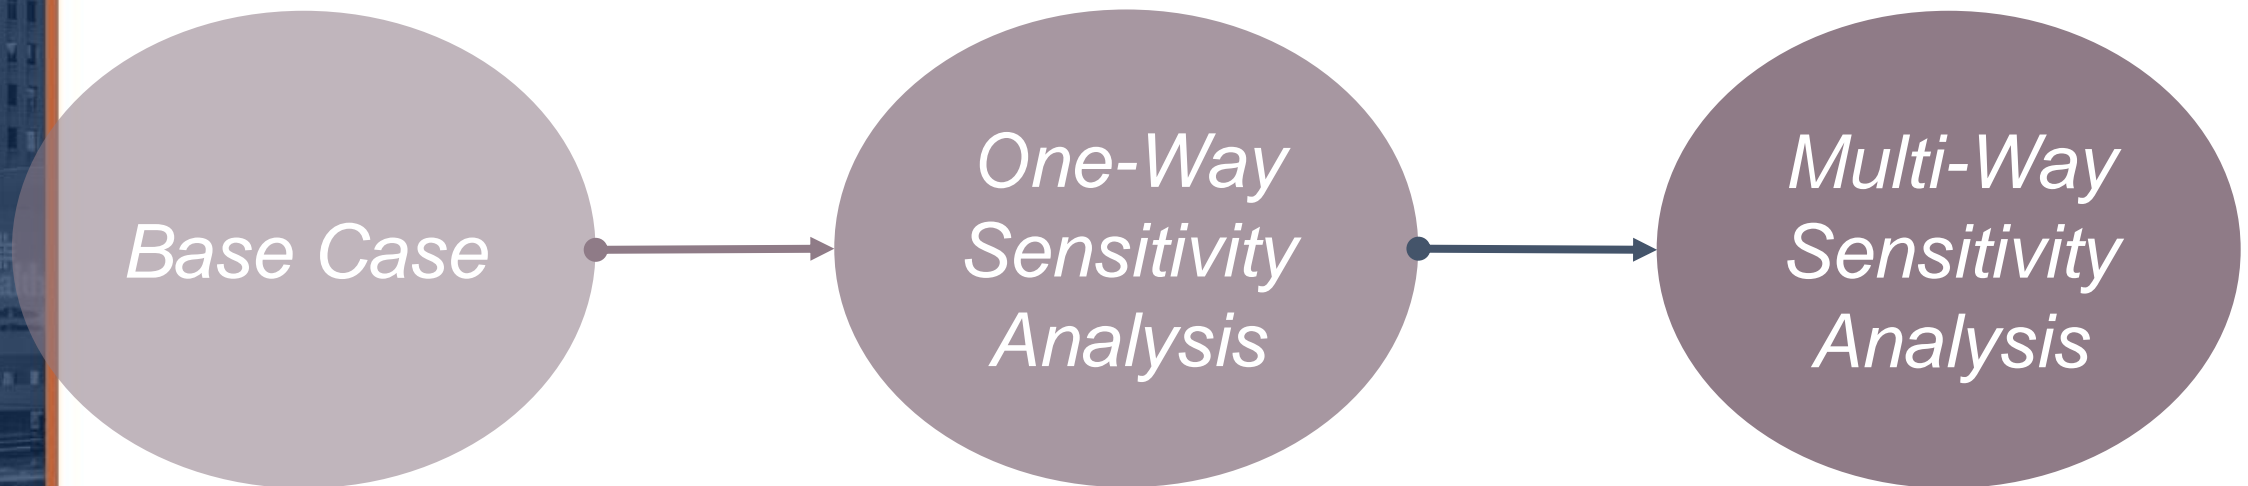 Base Case
One-Way
Sensitivity
Analysis
Multi-Way
Sensitivity
Analysis